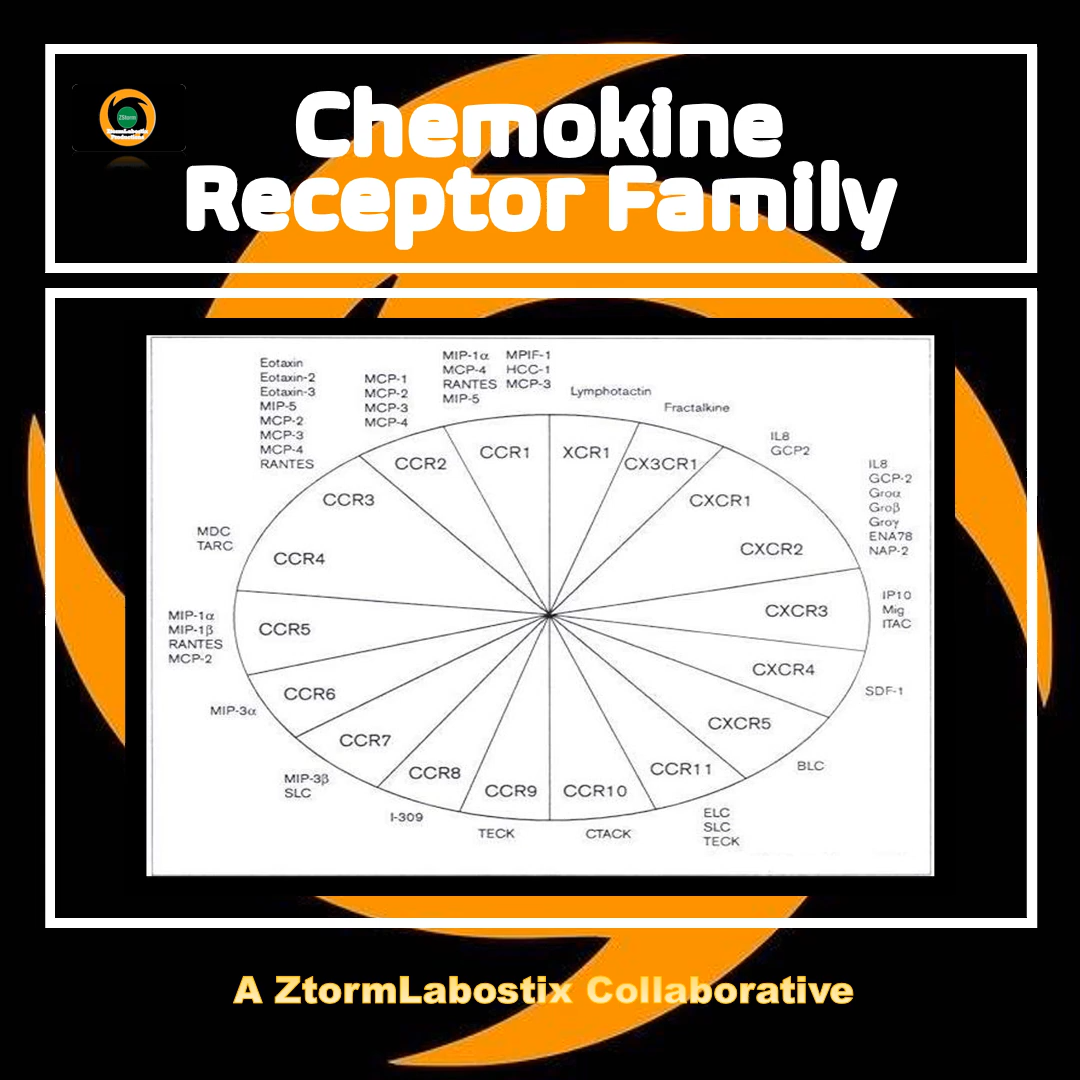 Chemokine
Receptor Family
ZStorm
ZtormLabostix
Productions
MIP-1α MPIF-1
MCP-4 HCC-1
RANTES MCP-3
MIP-5
Eotaxin
Eotaxin-2
Eotaxin-3
MIP-5
MCP-2
MCP-3
MCP-4
RANTES
MCP-1
MCP-2
MCP-3
MCP-4
Lymphotactin
Fractalkine
IL8
GCP2
IL8
GCP-2
Groα
Groβ
Groγ
ENA78
NAP-2
CCR1
XCR1
CCR2
CX3CR1
CCR3
CXCR1
MDC
TARC
CCR4
CXCR2
MIP-1α
MIP-1β
RANTES
MCP-2
CCR5
CXCR3
IP10
Mig
ITAC
CCR6
CXCR4
SDF-1
MIP-3α
CCR7
CXCR5
MIP-3β
SLC
CCR8
CCR11
BLC
CCR9
CCR10
I-309
TECK
CTACK
ELC
SLC
TECK
A ZtormLabostix Collaborative